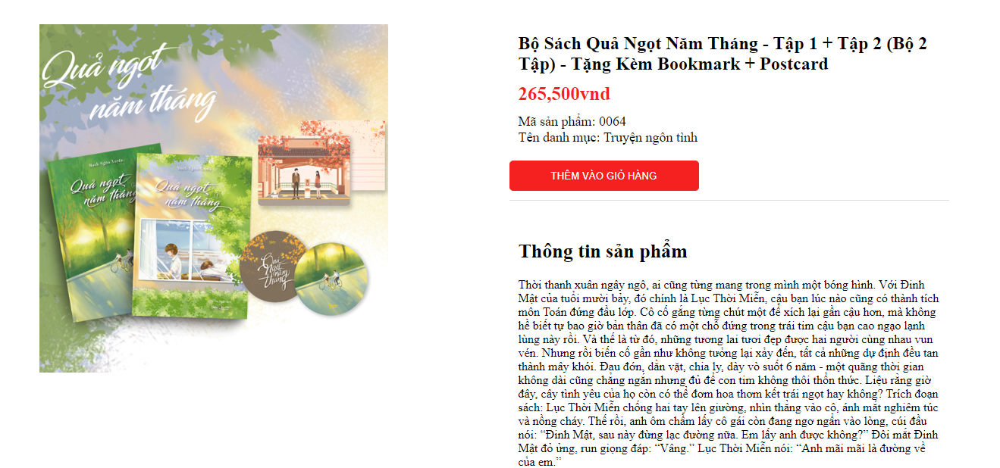 Quả ngọt
năm tháng
Mạch Ngôn Xuyên
Quả ngọt
năm tháng
Quả ngọt
năm tháng
Quả
ngọt
năm
tháng
Bộ Sách Quả Ngọt Năm Tháng - Tập 1 + Tập 2 (Bộ 2
Tập) - Tặng Kèm Bookmark + Postcard
265,500vnd
Mã sản phẩm: 0064
Tên danh mục: Truyện ngôn tình
THÊM VÀO GIỎ HÀNG
Thông tin sản phẩm
Thời thanh xuân ngây ngô, ai cũng từng mang trong mình một bóng hình. Với Đinh
Mật của tuổi mười bảy, đó chính là Lục Thời Miễn, cậu bạn lúc nào cũng có thành tích
môn Toán đứng đầu lớp. Cô cố gắng từng chút một để xích lại gần cậu hơn, mà không
hề biết tự bao giờ bản thân đã có một chỗ đứng trong trái tim cậu bạn cao ngạo lạnh
lùng này rồi. Và thế là từ đó, những tương lai tươi đẹp được hai người cùng nhau vun
vén. Nhưng rồi biến cố gần như không tưởng lại xảy đến, tất cả những dự định đều tan
thành mây khói. Đau đớn, dằn vặt, chia ly, dày vò suốt 6 năm - một quãng thời gian
không dài cũng chẳng ngắn nhưng đủ để con tim không thôi thổn thức. Liệu rằng giờ
đây, cây tình yêu của họ còn có thể đơm hoa thơm kết trái ngọt hay không? Trích đoạn
sách: Lục Thời Miễn chống hai tay lên giường, nhìn thẳng vào cô, ánh mắt nghiêm túc
và nồng cháy. Thế rồi, anh ôm chầm lấy cô gái còn đang ngơ ngẩn vào lòng, cúi đầu
nói: “Đinh Mật, sau này đừng lạc đường nữa. Em lấy anh được không?” Đôi mắt Đinh
Mật đỏ ửng, run giọng đáp: “Vâng.” Lục Thời Miễn nói: “Anh mãi mãi là đường về
của em.”